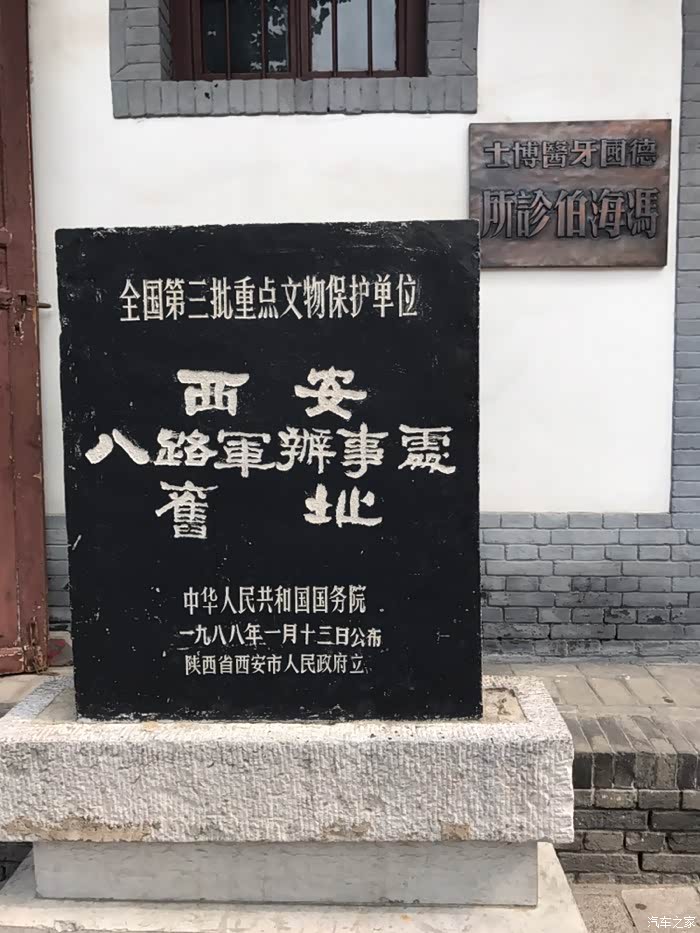 德國牙醫博士
馮海伯診所
全国第三批重点文物保护单位
西安
八路軍辦事處
舊址
中华人民共和国国务院
一九八八年一月十三日公布
陕西省西安市人民政府立
汽车之家